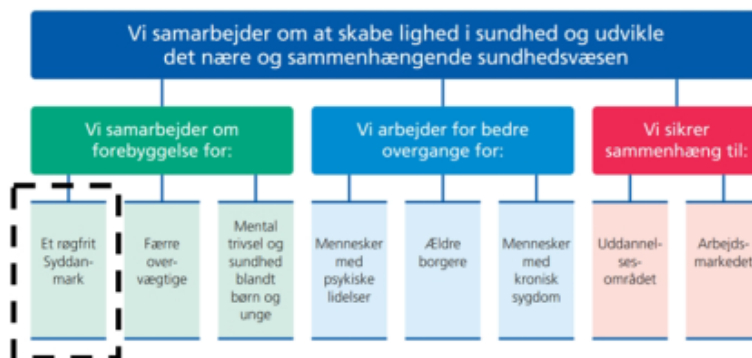 Vi samarbejder om at skabe lighed i sundhed og udvikle
det nære og sammenhængende sundhedsvæsen
Vi samarbejder om
forebyggelse for:
Vi arbejder for bedre
overgange for:
Vi sikrer
sammenhæng til:
Et røgfrit
Syddan-
mark
Færre
over-
vægtige
Mental
trivsel og
sundhed
blandt
børn og
unge
Mennesker
med
psykiske
lidelser
Ældre
borgere
Mennesker
med
kronisk
sygdom
Uddannel-
ses-
området
Arbejds-
markedet